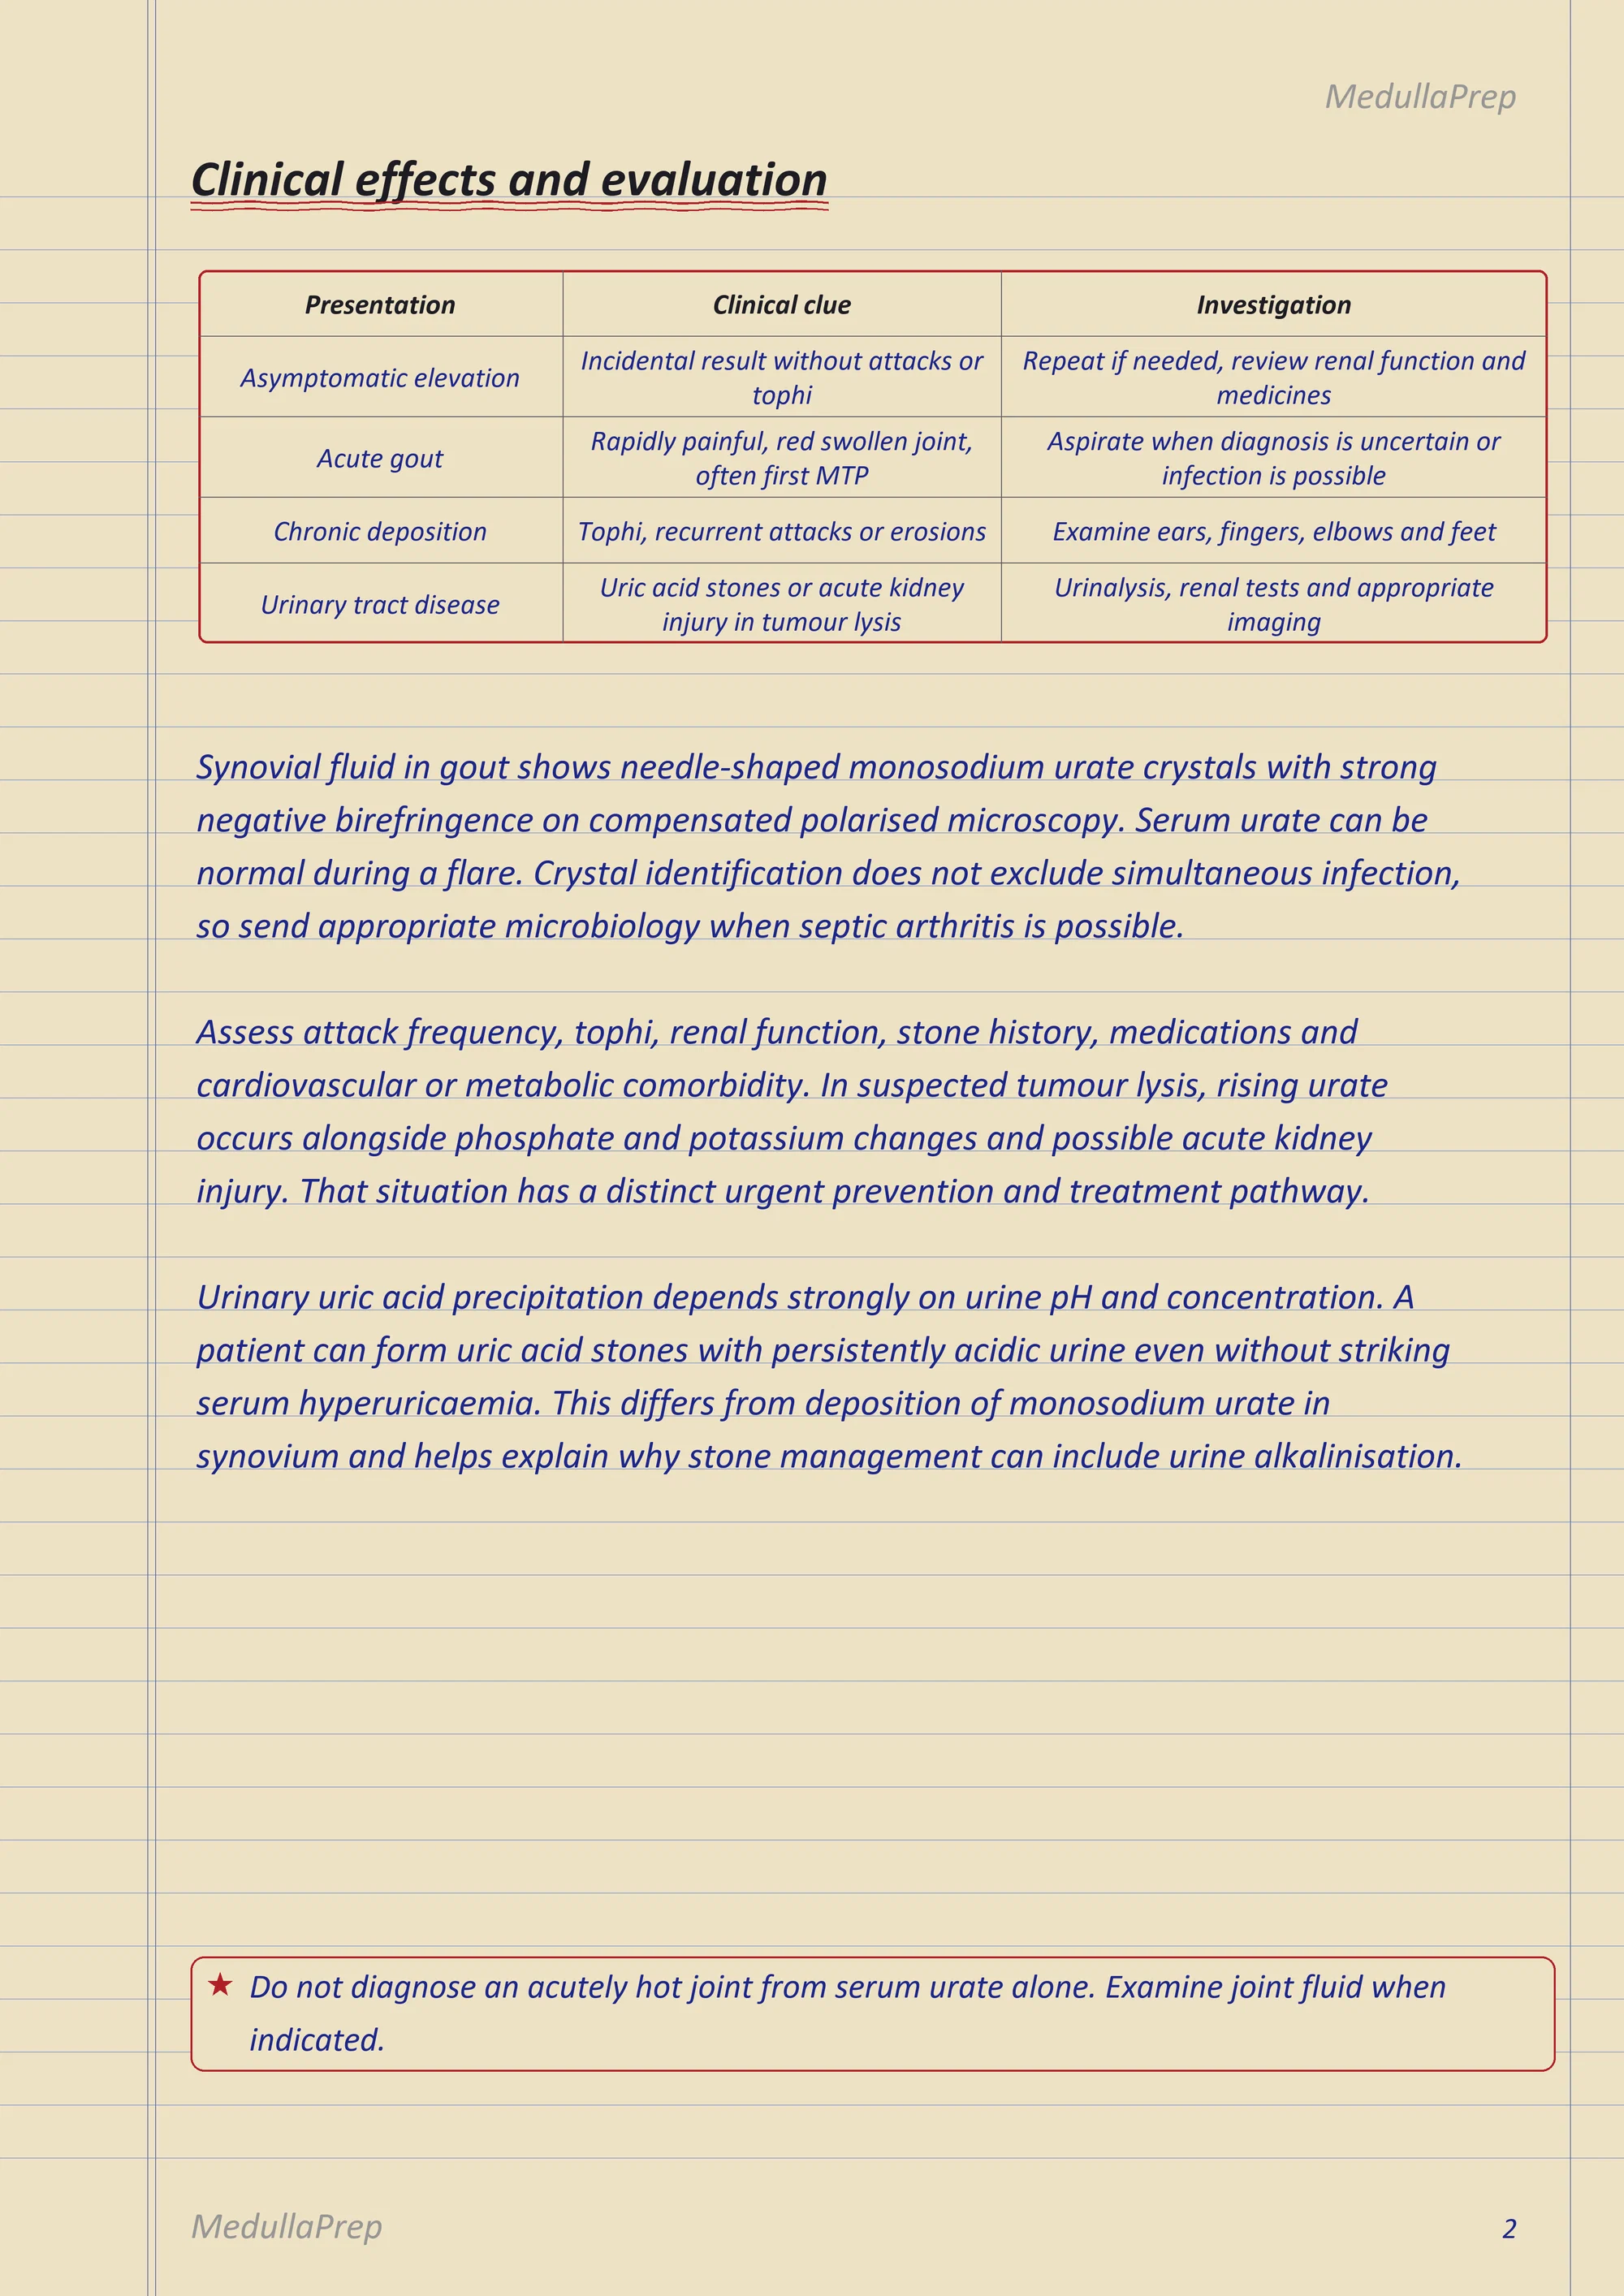 MedullaPrep
Clinical effects and evaluation
Presentation Clinical clue Investigation
Asymptomatic elevation Incidental result without attacks or tophi Repeat if needed, review renal function and medicines
Acute gout Rapidly painful, red swollen joint, often first MTP Aspirate when diagnosis is uncertain or infection is possible
Chronic deposition Tophi, recurrent attacks or erosions Examine ears, fingers, elbows and feet
Urinary tract disease Uric acid stones or acute kidney injury in tumour lysis Urinalysis, renal tests and appropriate imaging
Synovial fluid in gout shows needle-shaped monosodium urate crystals with strong
negative birefringence on compensated polarised microscopy. Serum urate can be
normal during a flare. Crystal identification does not exclude simultaneous infection,
so send appropriate microbiology when septic arthritis is possible.
Assess attack frequency, tophi, renal function, stone history, medications and
cardiovascular or metabolic comorbidity. In suspected tumour lysis, rising urate
occurs alongside phosphate and potassium changes and possible acute kidney
injury. That situation has a distinct urgent prevention and treatment pathway.
Urinary uric acid precipitation depends strongly on urine pH and concentration. A
patient can form uric acid stones with persistently acidic urine even without striking
serum hyperuricaemia. This differs from deposition of monosodium urate in
synovium and helps explain why stone management can include urine alkalinisation.
★ Do not diagnose an acutely hot joint from serum urate alone. Examine joint fluid when
indicated.
MedullaPrep 2